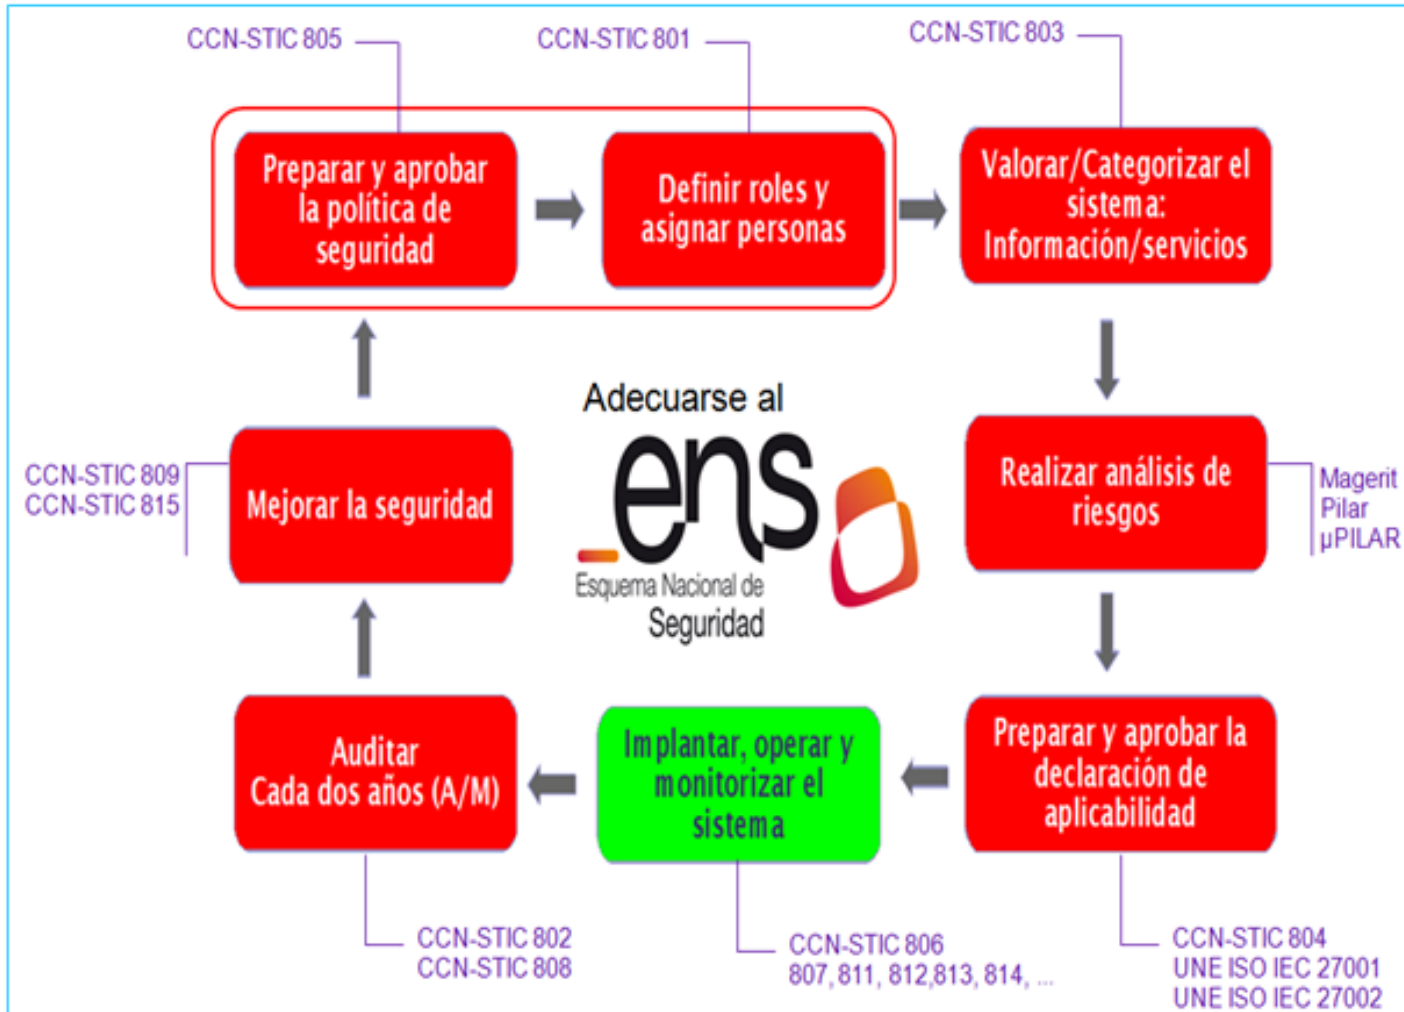 CCN-STIC 805
CCN-STIC 801
CCN-STIC 803
Preparar y aprobar
la política de
seguridad
Definir roles y
asignar personas
Valorar/Categorizar el
sistema:
Información/servicios
Adecuarse al
ens
Esquema Nacional de
Seguridad
Realizar análisis de
riesgos
Magerit
Pilar
µPILAR
Mejorar la seguridad
CCN-STIC 809
CCN-STIC 815
Preparar y aprobar la
declaración de
aplicabilidad
Implantar, operar y
monitorizar el
sistema
Auditar
Cada dos años (A/M)
CCN-STIC 802
CCN-STIC 808
CCN-STIC 806
807, 811, 812,813, 814, ...
CCN-STIC 804
UNE ISO IEC 27001
UNE ISO IEC 27002